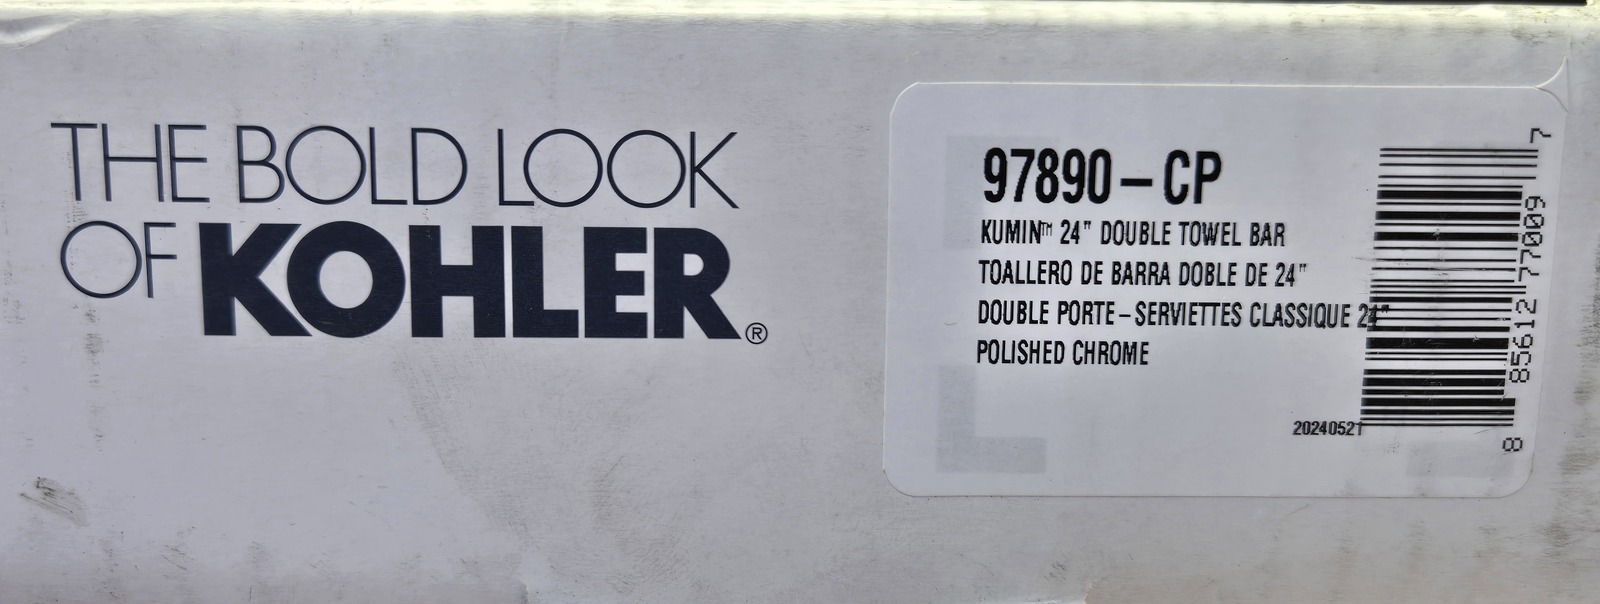 THE BOLD LOOK
OF KOHLER®
97890-CP
KUMIN™ 24" DOUBLE TOWEL BAR
TOALLERO DE BARRA DOBLE DE 24"
DOUBLE PORTE-SERVIETTES CLASSIQUE 24"
POLISHED CHROME
20240521
8 85612 77009 7